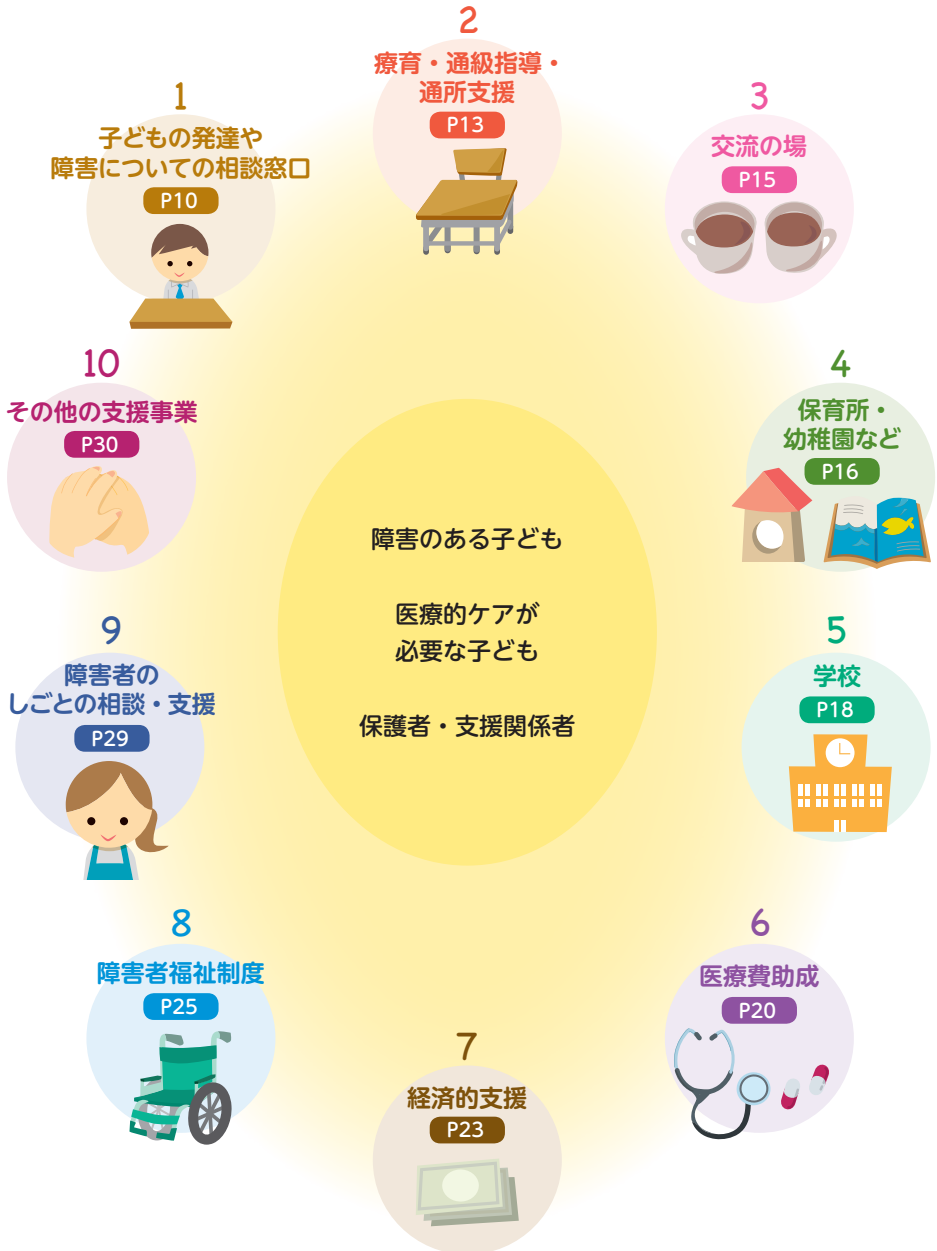 1
子どもの発達や
障害についての相談窓口
P10
2
療育・通級指導・
通所支援
P13
3
交流の場
P15
4
保育所・
幼稚園など
P16
5
学校
P18
6
医療費助成
P20
7
経済的支援
P23
8
障害者福祉制度
P25
9
障害者の
しごとの相談・支援
P29
10
その他の支援事業
P30
障害のある子ども
医療的ケアが
必要な子ども
保護者・支援関係者